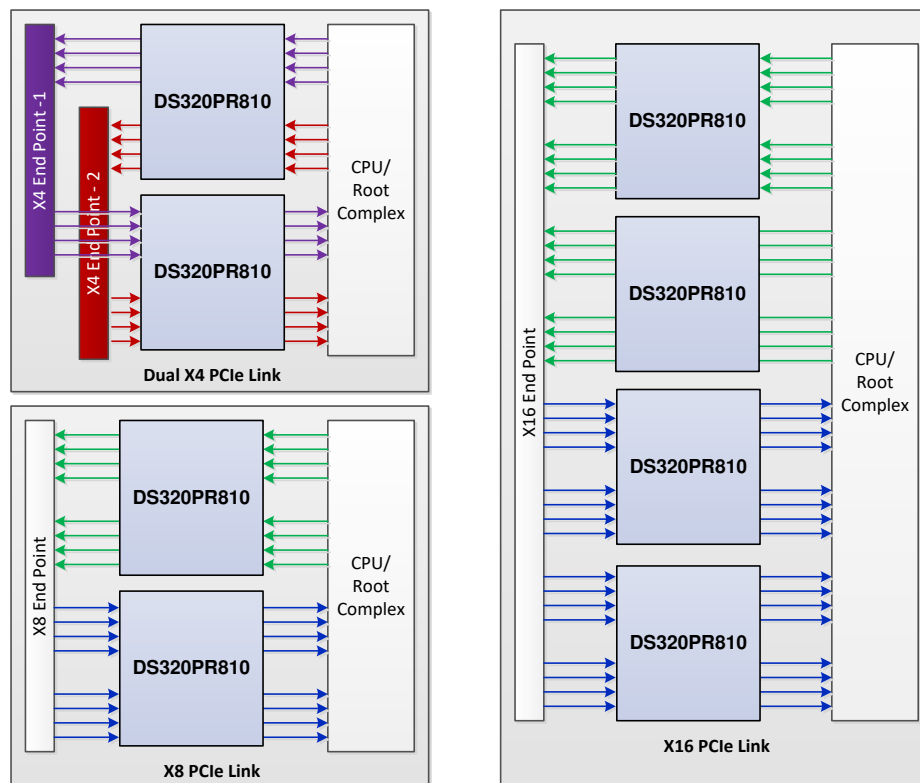 X4 End Point -1
X4 End Point - 2
DS320PR810
DS320PR810
CPU/
Root
Complex
Dual X4 PCIe Link
X8 End Point
DS320PR810
DS320PR810
CPU/
Root
Complex
X8 PCIe Link
X16 End Point
DS320PR810
DS320PR810
DS320PR810
DS320PR810
CPU/
Root
Complex
X16 PCIe Link